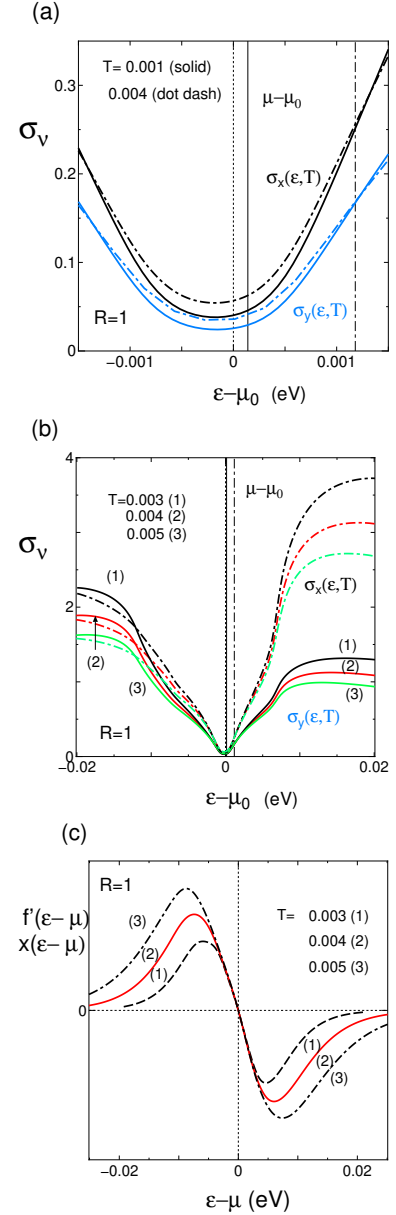 (a)
0.3
T= 0.001 (solid)
0.004 (dot dash)
μ−μ₀
σν
0.2
σx(ε,T)
0.1
σy(ε,T)
R=1
0
−0.001
0
0.001
ε−μ₀ (eV)
(b)
4
T=0.003 (1)
0.004 (2)
0.005 (3)
μ−μ₀
σν
(1)
σx(ε,T)
2
(1)
(2)
(2)
(3)
(3)
σy(ε,T)
R=1
0
−0.02
0
0.02
ε−μ₀ (eV)
(c)
R=1
f'(ε−μ)
x(ε−μ)
(3)
T= 0.003 (1)
0.004 (2)
0.005 (3)
(2)
(1)
0
(1)
(2)
(3)
−0.02
0
0.02
ε−μ (eV)